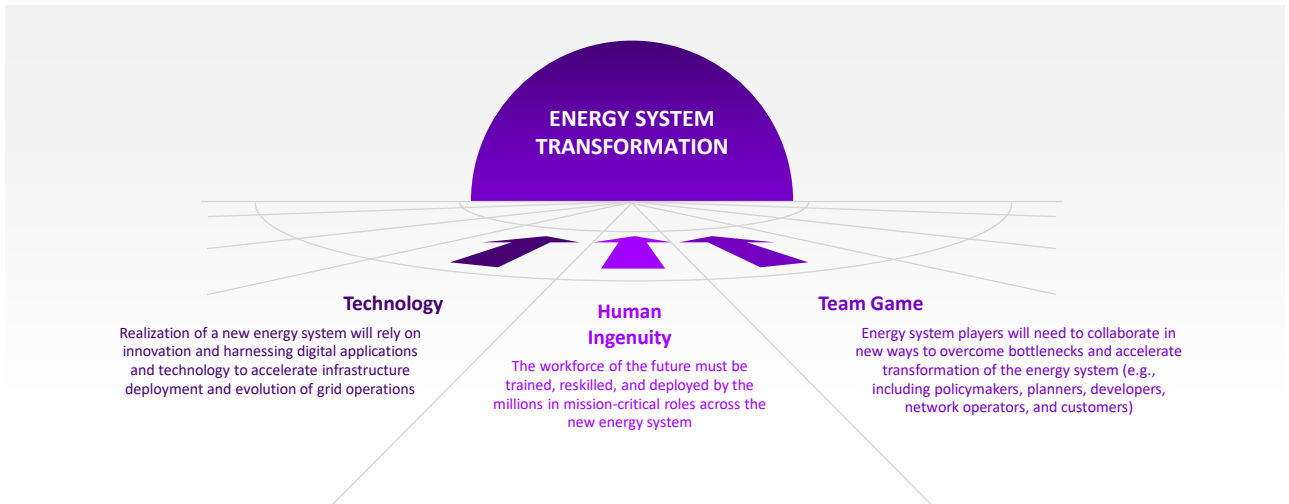 ENERGY SYSTEM
TRANSFORMATION
Technology
Realization of a new energy system will rely on
innovation and harnessing digital applications
and technology to accelerate infrastructure
deployment and evolution of grid operations
Human
Ingenuity
The workforce of the future must be
trained, reskilled, and deployed by the
millions in mission-critical roles across the
new energy system
Team Game
Energy system players will need to collaborate in
new ways to overcome bottlenecks and accelerate
transformation of the energy system (e.g.,
including policymakers, planners, developers,
network operators, and customers)